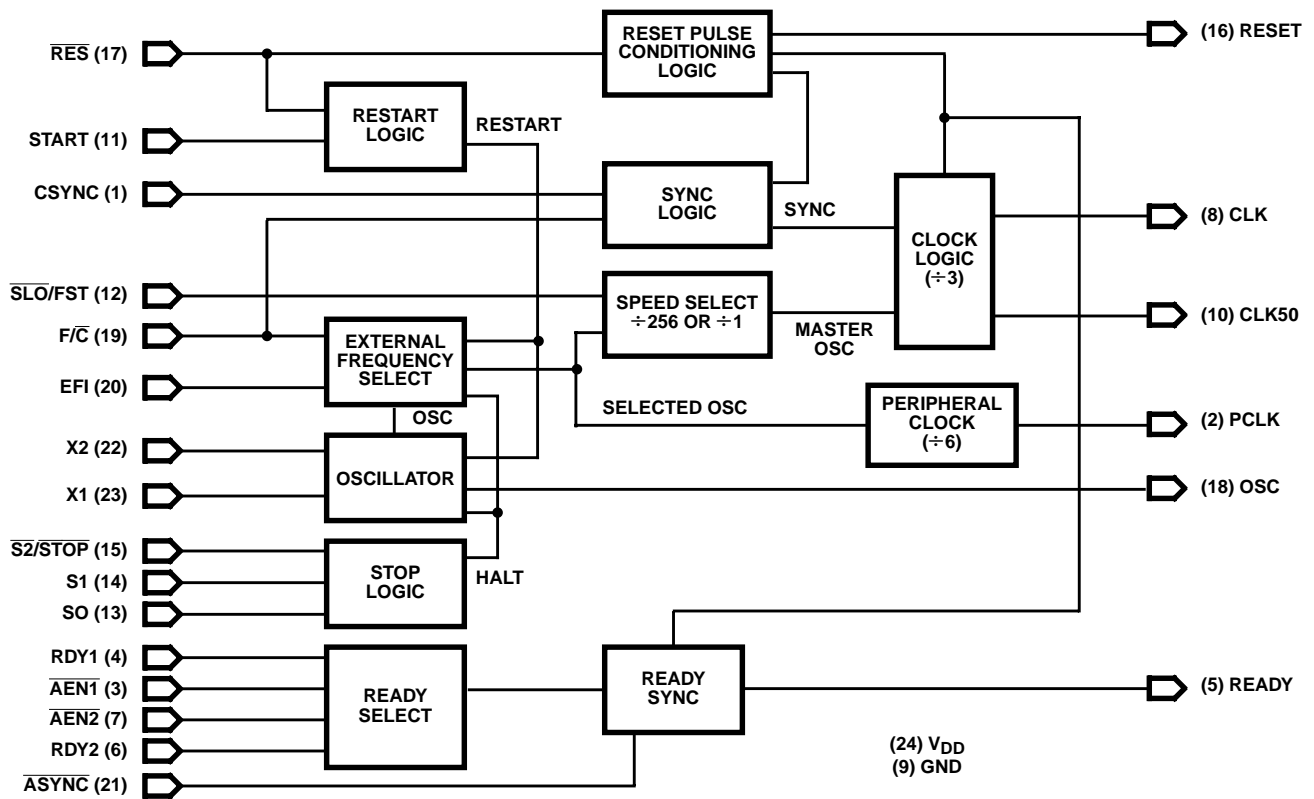 RES (17)
START (11)
CSYNC (1)
SLO/FST (12)
F/C (19)
EFI (20)
X2 (22)
X1 (23)
S2/STOP (15)
S1 (14)
SO (13)
RDY1 (4)
AEN1 (3)
AEN2 (7)
RDY2 (6)
ASYNC (21)
RESTART
LOGIC
RESTART
EXTERNAL
FREQUENCY
SELECT
OSC
OSCILLATOR
STOP
LOGIC
HALT
READY
SELECT
RESET PULSE
CONDITIONING
LOGIC
SYNC
LOGIC
SYNC
SPEED SELECT
÷256 OR ÷1
MASTER
OSC
SELECTED OSC
READY
SYNC
CLOCK
LOGIC
(÷3)
PERIPHERAL
CLOCK
(÷6)
(16) RESET
(8) CLK
(10) CLK50
(2) PCLK
(18) OSC
(5) READY
(24) VDD
(9) GND